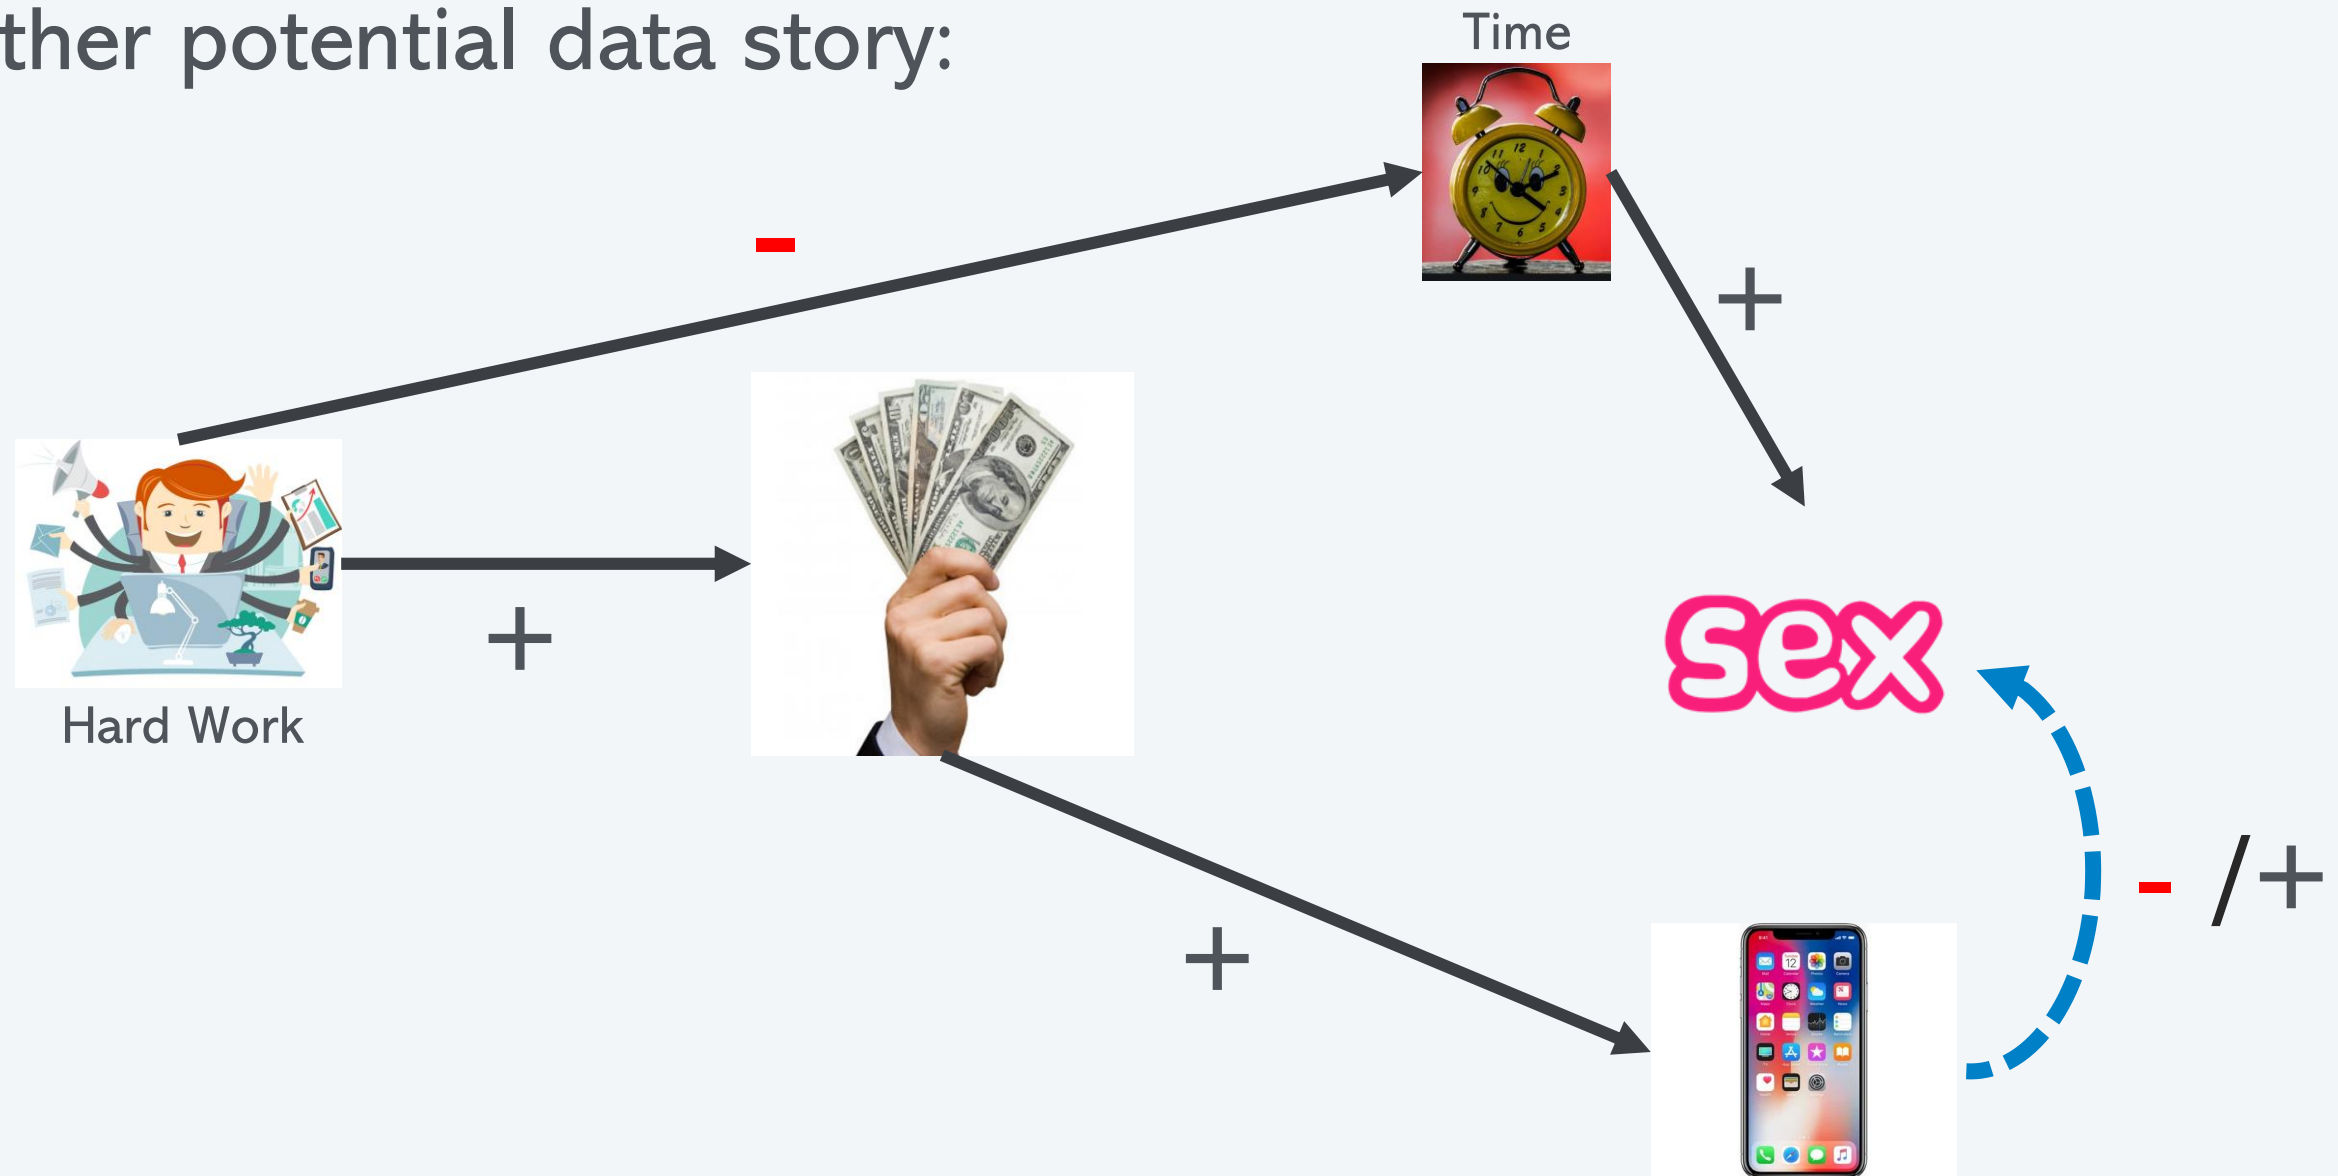 ther potential data story:
Time
-
+
+
Hard Work
sex
- /+
+